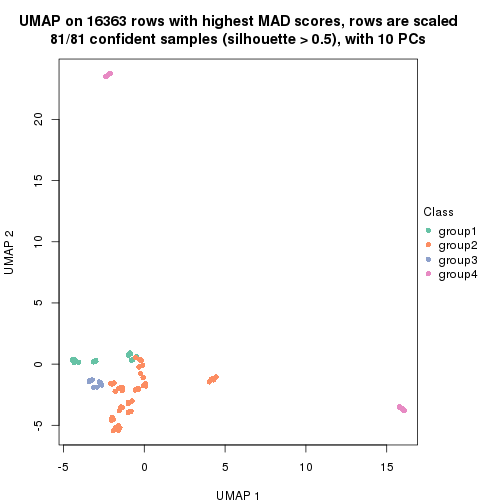 UMAP on 16363 rows with highest MAD scores, rows are scaled
81/81 confident samples (silhouette > 0.5), with 10 PCs
20
15
10
5
0
-5
UMAP 2
-5
0
5
10
15
UMAP 1
Class
group1
group2
group3
group4